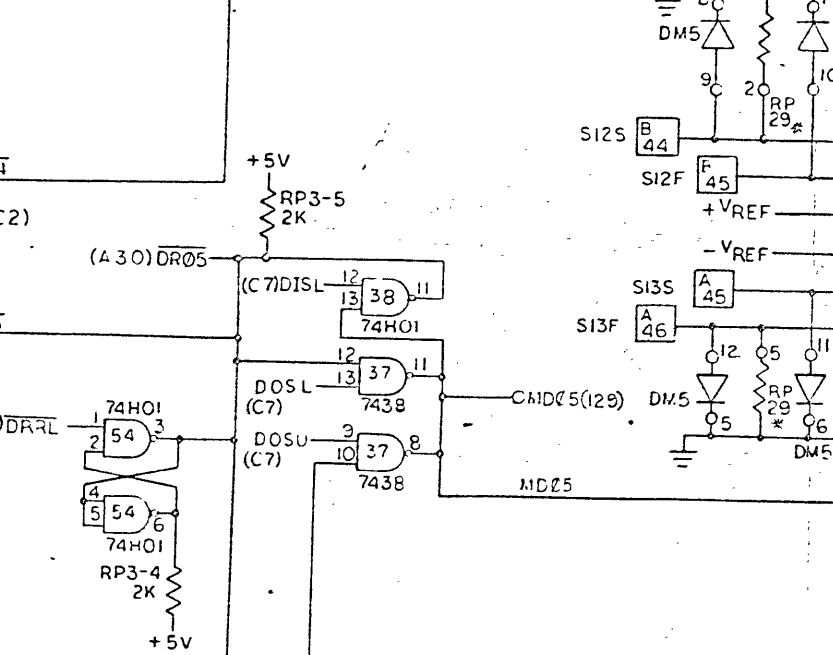 DM5
9
2
10
RP
29*
S12S
B
44
S12F
45
+VREF
-VREF
S13S
A
45
S13F
A
46
12
5
11
DM5
RP
29
*
5
6
DM5
4
C2)
+5V
RP3-5
2K
(A30) DRØ5
(C7)DISL
12
13
38
11
74H01
12
13
37
11
7438
DOSL
(C7)
CMDØ5(129)
DOSU
(C7)
9
10
37
8
7438
MDØ5
)DRRL
74H01
1
2
54
3
4
5
54
6
74H01
RP3-4
2K
+5V